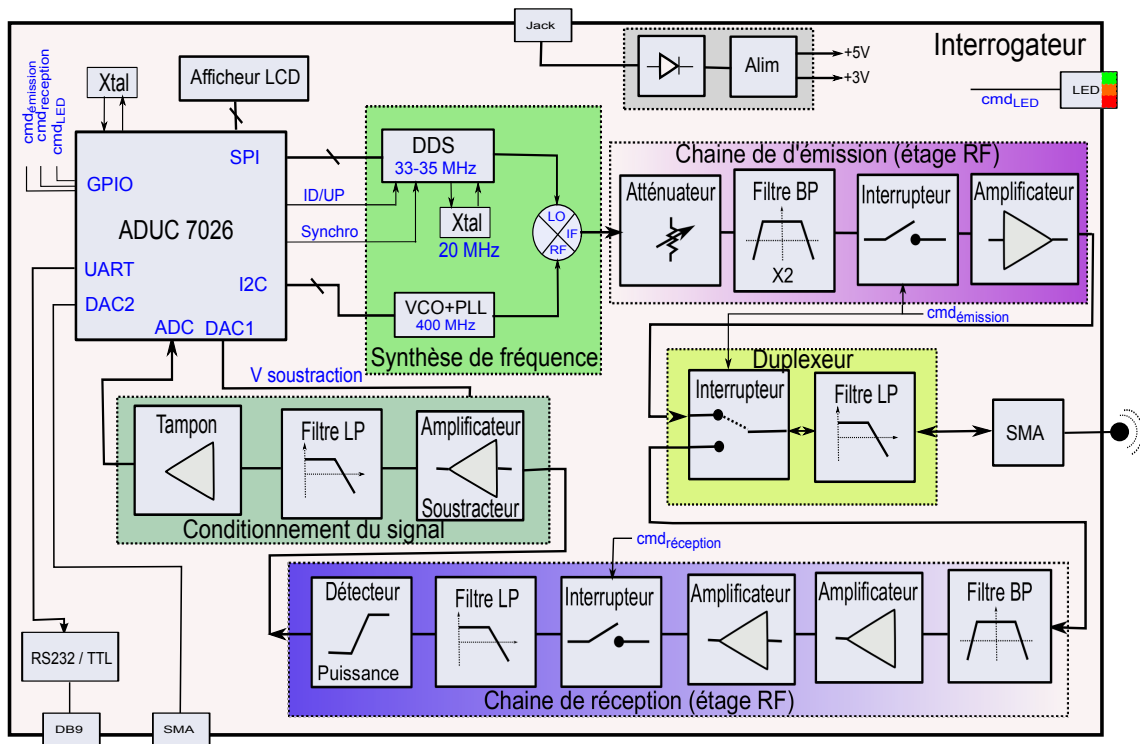 Jack
Interrogateur
Alim
+5V
+3V
LED
cmdLED
Xtal
Afficheur LCD
cmdémission
cmdreception
cmdLED
SPI
GPIO
ADUC 7026
ID/UP
Synchro
UART
I2C
DAC2
ADC
DAC1
DDS
33-35 MHz
Xtal
20 MHz
LO
IF
RF
VCO+PLL
400 MHz
Synthèse de fréquence
Chaine de d'émission (étage RF)
Atténuateur
Filtre BP
X2
Interrupteur
Amplificateur
cmdémission
Duplexeur
Interrupteur
Filtre LP
SMA
V soustraction
Tampon
Filtre LP
Amplificateur
Soustracteur
Conditionnement du signal
cmdréception
Détecteur
Puissance
Filtre LP
Interrupteur
Amplificateur
Amplificateur
Filtre BP
Chaine de réception (étage RF)
RS232 / TTL
DB9
SMA